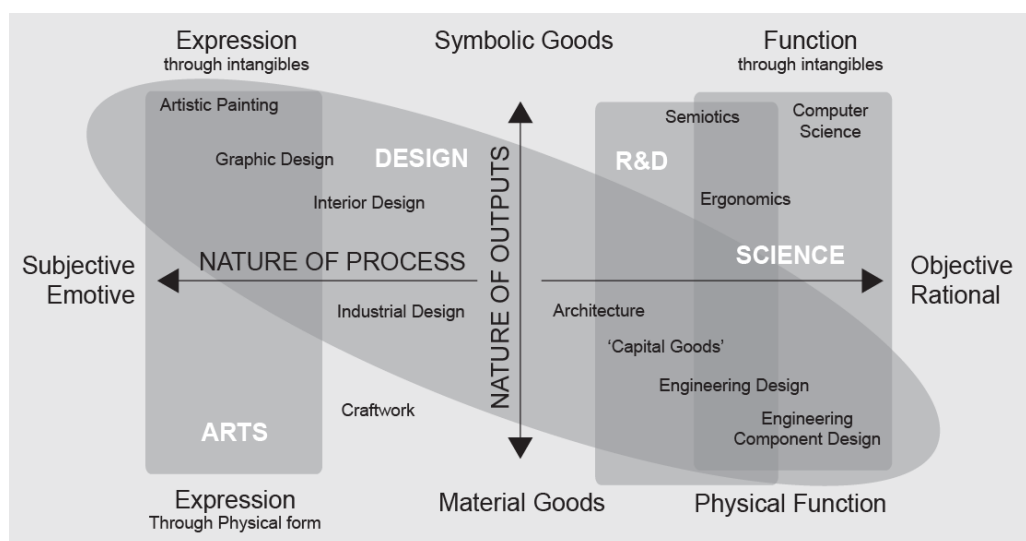 Expression
through intangibles
Symbolic Goods
Function
through intangibles
Artistic Painting
Semiotics
Computer
Science
Graphic Design
DESIGN
R&D
Interior Design
Ergonomics
NATURE OF OUTPUTS
SCIENCE
Subjective
Emotive
NATURE OF PROCESS
Objective
Rational
Industrial Design
Architecture
‘Capital Goods’
Engineering Design
Craftwork
Engineering
Component Design
ARTS
Expression
Through Physical form
Material Goods
Physical Function